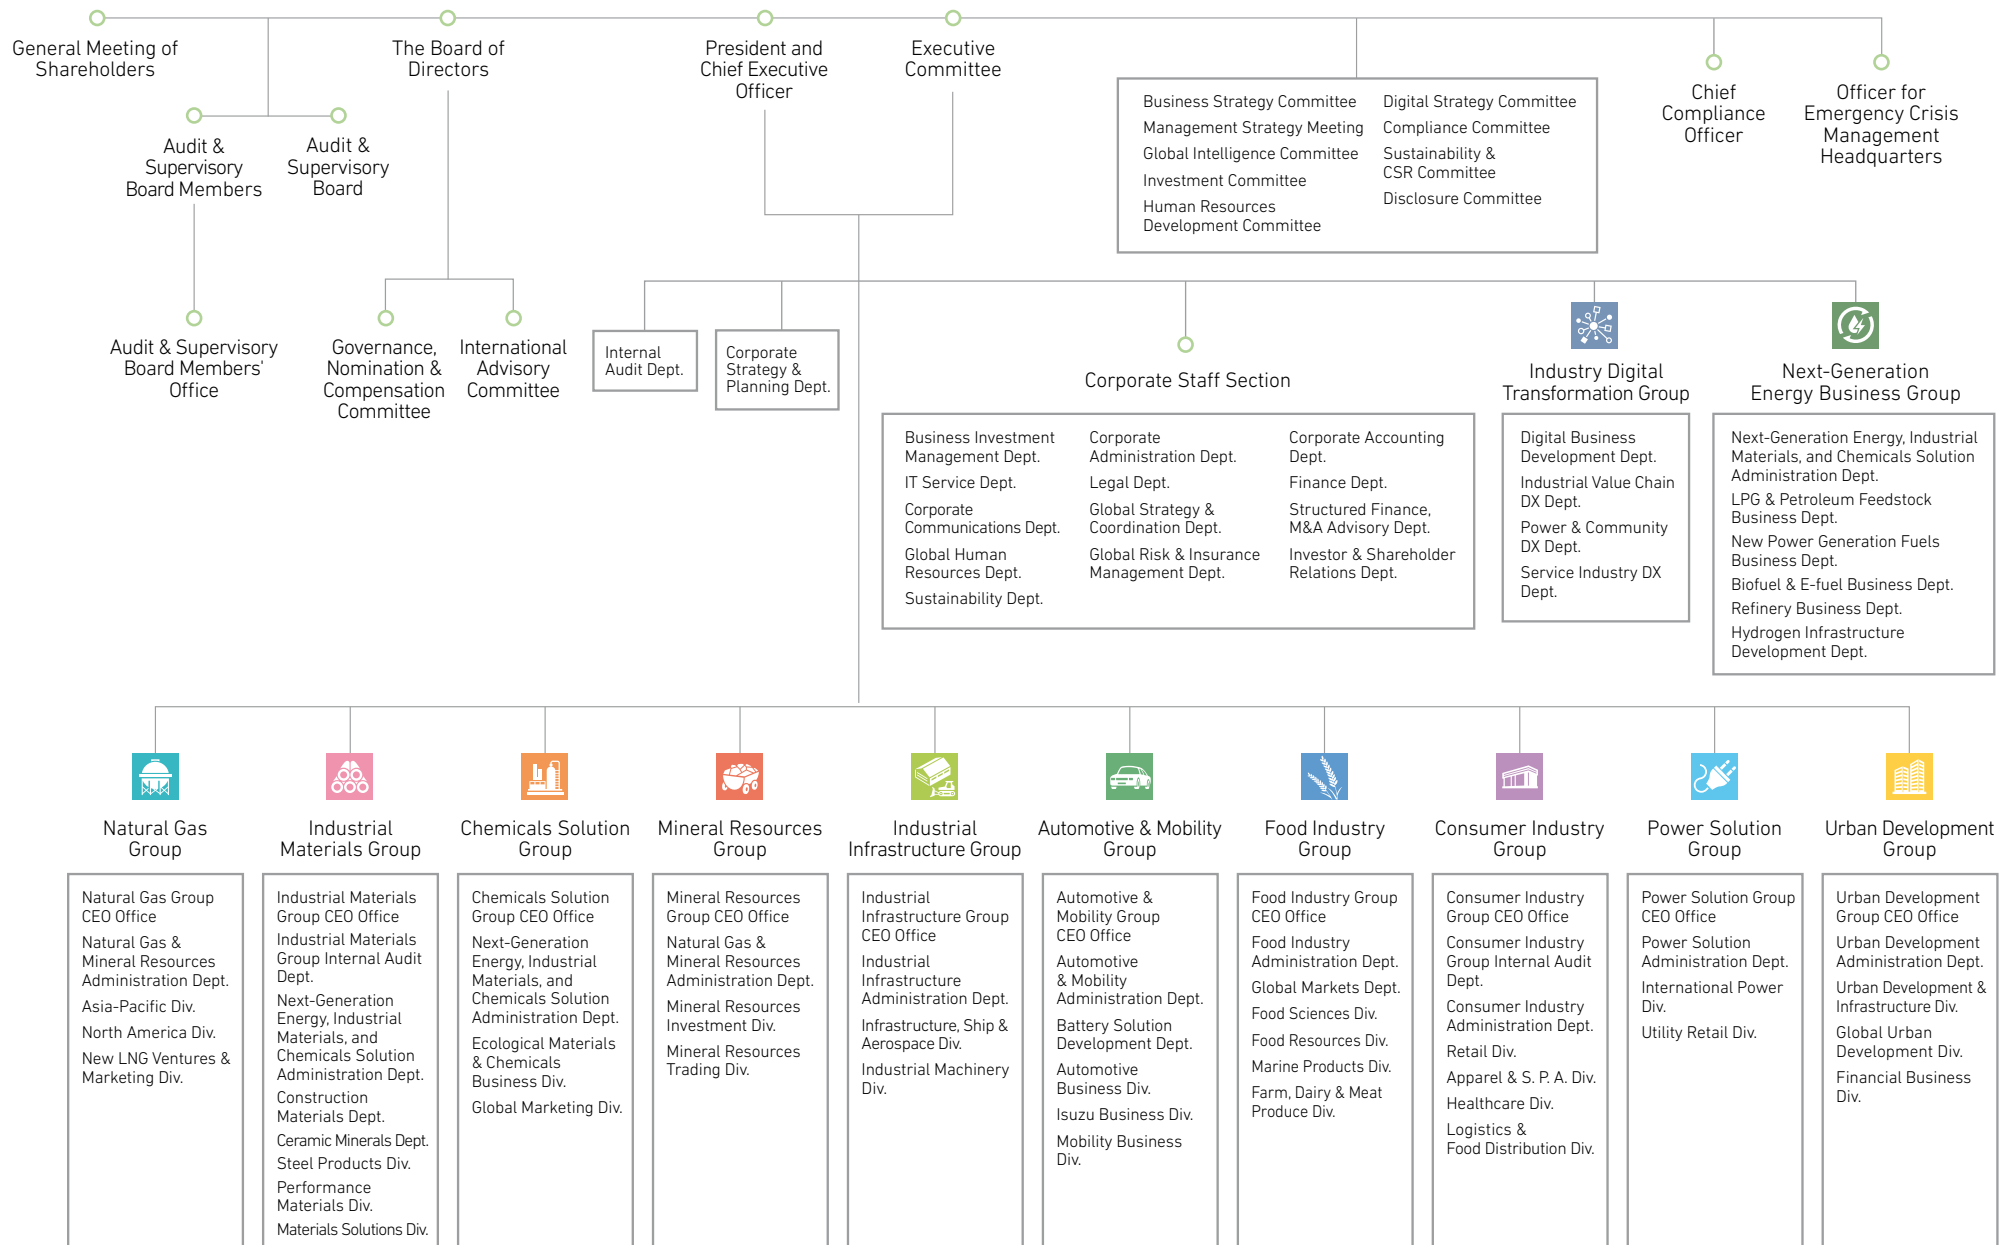 General Meeting of
Shareholders
The Board of
Directors
President and
Chief Executive
Officer
Executive
Committee
Business Strategy Committee
Management Strategy Meeting
Global Intelligence Committee
Investment Committee
Human Resources
Development Committee
Digital Strategy Committee
Compliance Committee
Sustainability &
CSR Committee
Disclosure Committee
Chief
Compliance
Officer
Officer for
Emergency Crisis
Management
Headquarters
Audit &
Supervisory
Board Members
Audit &
Supervisory
Board
Audit & Supervisory
Board Members'
Office
Governance,
Nomination &
Compensation
Committee
International
Advisory
Committee
Internal
Audit Dept.
Corporate
Strategy &
Planning Dept.
Corporate Staff Section
Business Investment
Management Dept.
IT Service Dept.
Corporate
Communications Dept.
Global Human
Resources Dept.
Sustainability Dept.
Corporate
Administration Dept.
Legal Dept.
Global Strategy &
Coordination Dept.
Global Risk & Insurance
Management Dept.
Corporate Accounting
Dept.
Finance Dept.
Structured Finance,
M&A Advisory Dept.
Investor & Shareholder
Relations Dept.
Industry Digital
Transformation Group
Digital Business
Development Dept.
Industrial Value Chain
DX Dept.
Power & Community
DX Dept.
Service Industry DX
Dept.
Next-Generation
Energy Business Group
Next-Generation Energy, Industrial
Materials, and Chemicals Solution
Administration Dept.
LPG & Petroleum Feedstock
Business Dept.
New Power Generation Fuels
Business Dept.
Biofuel & E-fuel Business Dept.
Refinery Business Dept.
Hydrogen Infrastructure
Development Dept.
Natural Gas
Group
Natural Gas Group
CEO Office
Natural Gas &
Mineral Resources
Administration Dept.
Asia-Pacific Div.
North America Div.
New LNG Ventures &
Marketing Div.
Industrial
Materials Group
Industrial Materials
Group CEO Office
Industrial Materials
Group Internal Audit
Dept.
Next-Generation
Energy, Industrial
Materials, and
Chemicals Solution
Administration Dept.
Construction
Materials Dept.
Ceramic Minerals Dept.
Steel Products Div.
Performance
Materials Div.
Materials Solutions Div.
Chemicals Solution
Group
Chemicals Solution
Group CEO Office
Next-Generation
Energy, Industrial
Materials, and
Chemicals Solution
Administration Dept.
Ecological Materials
& Chemicals
Business Div.
Global Marketing Div.
Mineral Resources
Group
Mineral Resources
Group CEO Office
Natural Gas &
Mineral Resources
Administration Dept.
Mineral Resources
Investment Div.
Mineral Resources
Trading Div.
Industrial
Infrastructure Group
Industrial
Infrastructure Group
CEO Office
Industrial
Infrastructure
Administration Dept.
Infrastructure, Ship &
Aerospace Div.
Industrial Machinery
Div.
Automotive & Mobility
Group
Automotive &
Mobility Group
CEO Office
Automotive
& Mobility
Administration Dept.
Battery Solution
Development Dept.
Automotive
Business Div.
Isuzu Business Div.
Mobility Business
Div.
Food Industry
Group
Food Industry Group
CEO Office
Food Industry
Administration Dept.
Global Markets Dept.
Food Sciences Div.
Food Resources Div.
Marine Products Div.
Farm, Dairy & Meat
Produce Div.
Consumer Industry
Group
Consumer Industry
Group CEO Office
Consumer Industry
Group Internal Audit
Dept.
Consumer Industry
Administration Dept.
Retail Div.
Apparel & S. P. A. Div.
Healthcare Div.
Logistics &
Food Distribution Div.
Power Solution
Group
Power Solution Group
CEO Office
Power Solution
Administration Dept.
International Power
Div.
Utility Retail Div.
Urban Development
Group
Urban Development
Group CEO Office
Urban Development
Administration Dept.
Urban Development &
Infrastructure Div.
Global Urban
Development Div.
Financial Business
Div.